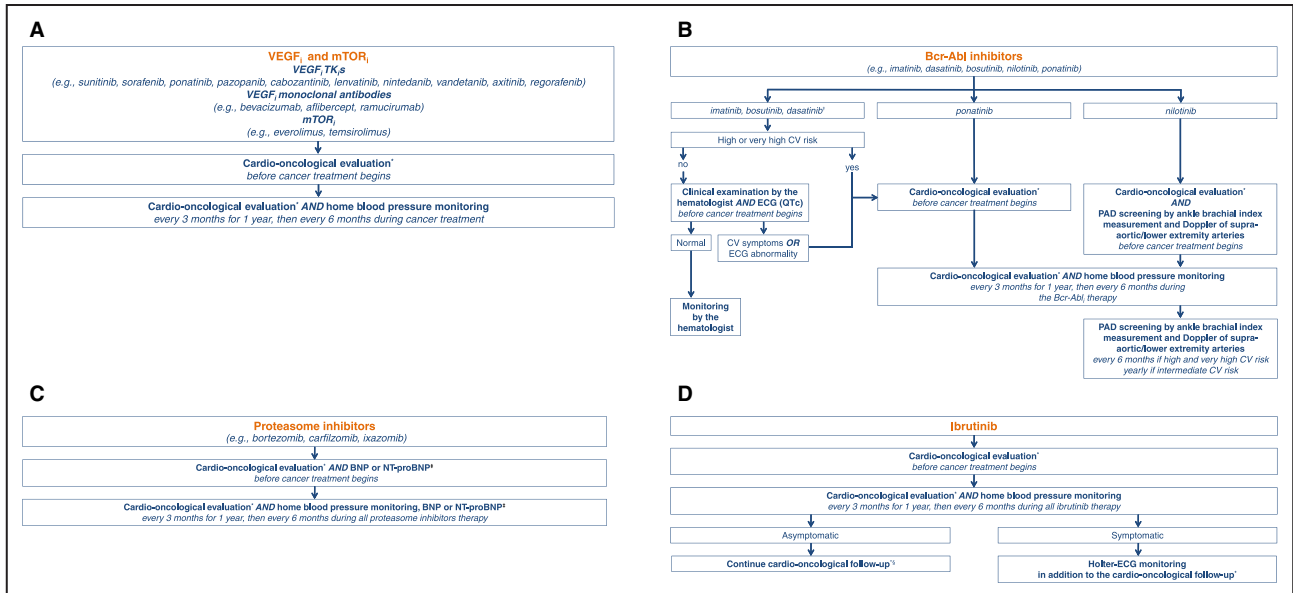 A
VEGFi and mTORi
VEGFi TKis
(e.g., sunitinib, sorafenib, ponatinib, pazopanib, cabozantinib, lenvatinib, nintedanib, vandetanib, axitinib, regorafenib)
VEGFi monoclonal antibodies
(e.g., bevacizumab, aflibercept, ramucirumab)
mTORi
(e.g., everolimus, temsirolimus)
Cardio-oncological evaluation*
before cancer treatment begins
Cardio-oncological evaluation* AND home blood pressure monitoring
every 3 months for 1 year, then every 6 months during cancer treatment
B
Bcr-Abl inhibitors
(e.g., imatinib, dasatinib, bosutinib, nilotinib, ponatinib)
imatinib, bosutinib, dasatinib†
ponatinib
nilotinib
High or very high CV risk
no
yes
Clinical examination by the
hematologist AND ECG (QTc)
before cancer treatment begins
Cardio-oncological evaluation*
before cancer treatment begins
Cardio-oncological evaluation*
AND
PAD screening by ankle brachial index
measurement and Doppler of supra-
aortic/lower extremity arteries
before cancer treatment begins
Normal
CV symptoms OR
ECG abnormality
Cardio-oncological evaluation* AND home blood pressure monitoring
every 3 months for 1 year, then every 6 months during
the Bcr-Abli therapy
Monitoring
by the
hematologist
PAD screening by ankle brachial index
measurement and Doppler of supra-
aortic/lower extremity arteries
every 6 months if high and very high CV risk
yearly if intermediate CV risk
C
Proteasome inhibitors
(e.g., bortezomib, carfilzomib, ixazomib)
Cardio-oncological evaluation* AND BNP or NT-proBNP‡
before cancer treatment begins
Cardio-oncological evaluation* AND home blood pressure monitoring, BNP or NT-proBNP‡
every 3 months for 1 year, then every 6 months during all proteasome inhibitors therapy
D
Ibrutinib
Cardio-oncological evaluation*
before cancer treatment begins
Cardio-oncological evaluation* AND home blood pressure monitoring
every 3 months for 1 year, then every 6 months during all ibrutinib therapy
Asymptomatic
Symptomatic
Continue cardio-oncological follow-up*§
Holter-ECG monitoring
in addition to the cardio-oncological follow-up*